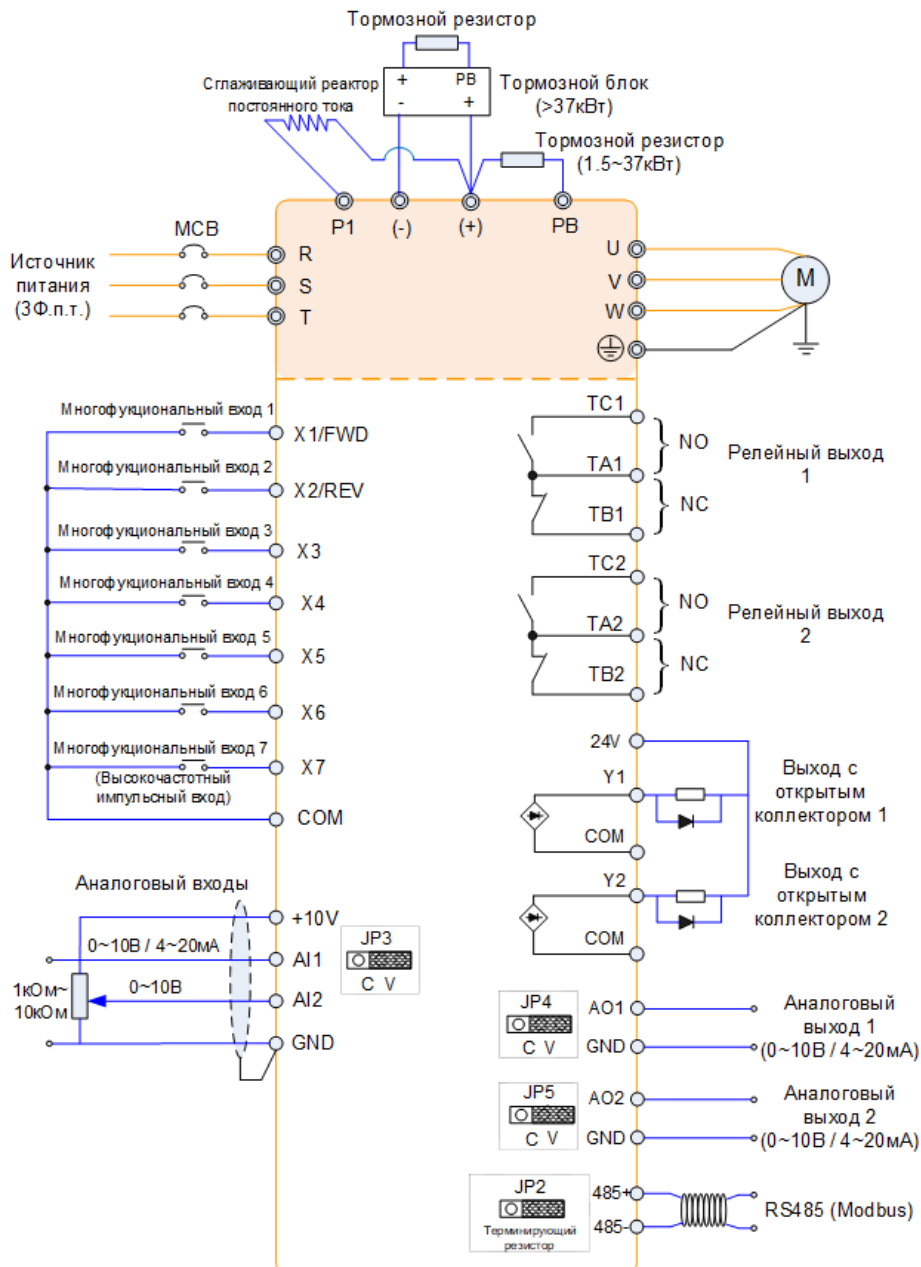 Тормозной резистор
Сглаживающий реактор
постоянного тока
+ PB
- +
Тормозной блок
(>37кВт)
Тормозной резистор
(1.5~37кВт)
P1 (-) (+) PB
MCB
Источник
питания
(3Ф.п.т.)
R
S
T
U
V
W
M
Многофукциональный вход 1
X1/FWD
Многофукциональный вход 2
X2/REV
Многофукциональный вход 3
X3
Многофукциональный вход 4
X4
Многофукциональный вход 5
X5
Многофукциональный вход 6
X6
Многофукциональный вход 7
(Высокочастотный
импульсный вход)
X7
COM
TC1
NO
TA1
NC
TB1
Релейный выход
1
TC2
NO
TA2
NC
TB2
Релейный выход
2
24V
Y1
COM
Выход с
открытым
коллектором 1
Y2
COM
Выход с
открытым
коллектором 2
Аналоговый входы
+10V
0~10В / 4~20мА
AI1
0~10В
AI2
1кОм~
10кОм
GND
JP3
C V
JP4
C V
AO1
GND
Аналоговый
выход 1
(0~10В / 4~20мА)
JP5
C V
AO2
GND
Аналоговый
выход 2
(0~10В / 4~20мА)
JP2
Терминирующий
резистор
485+
485-
RS485 (Modbus)